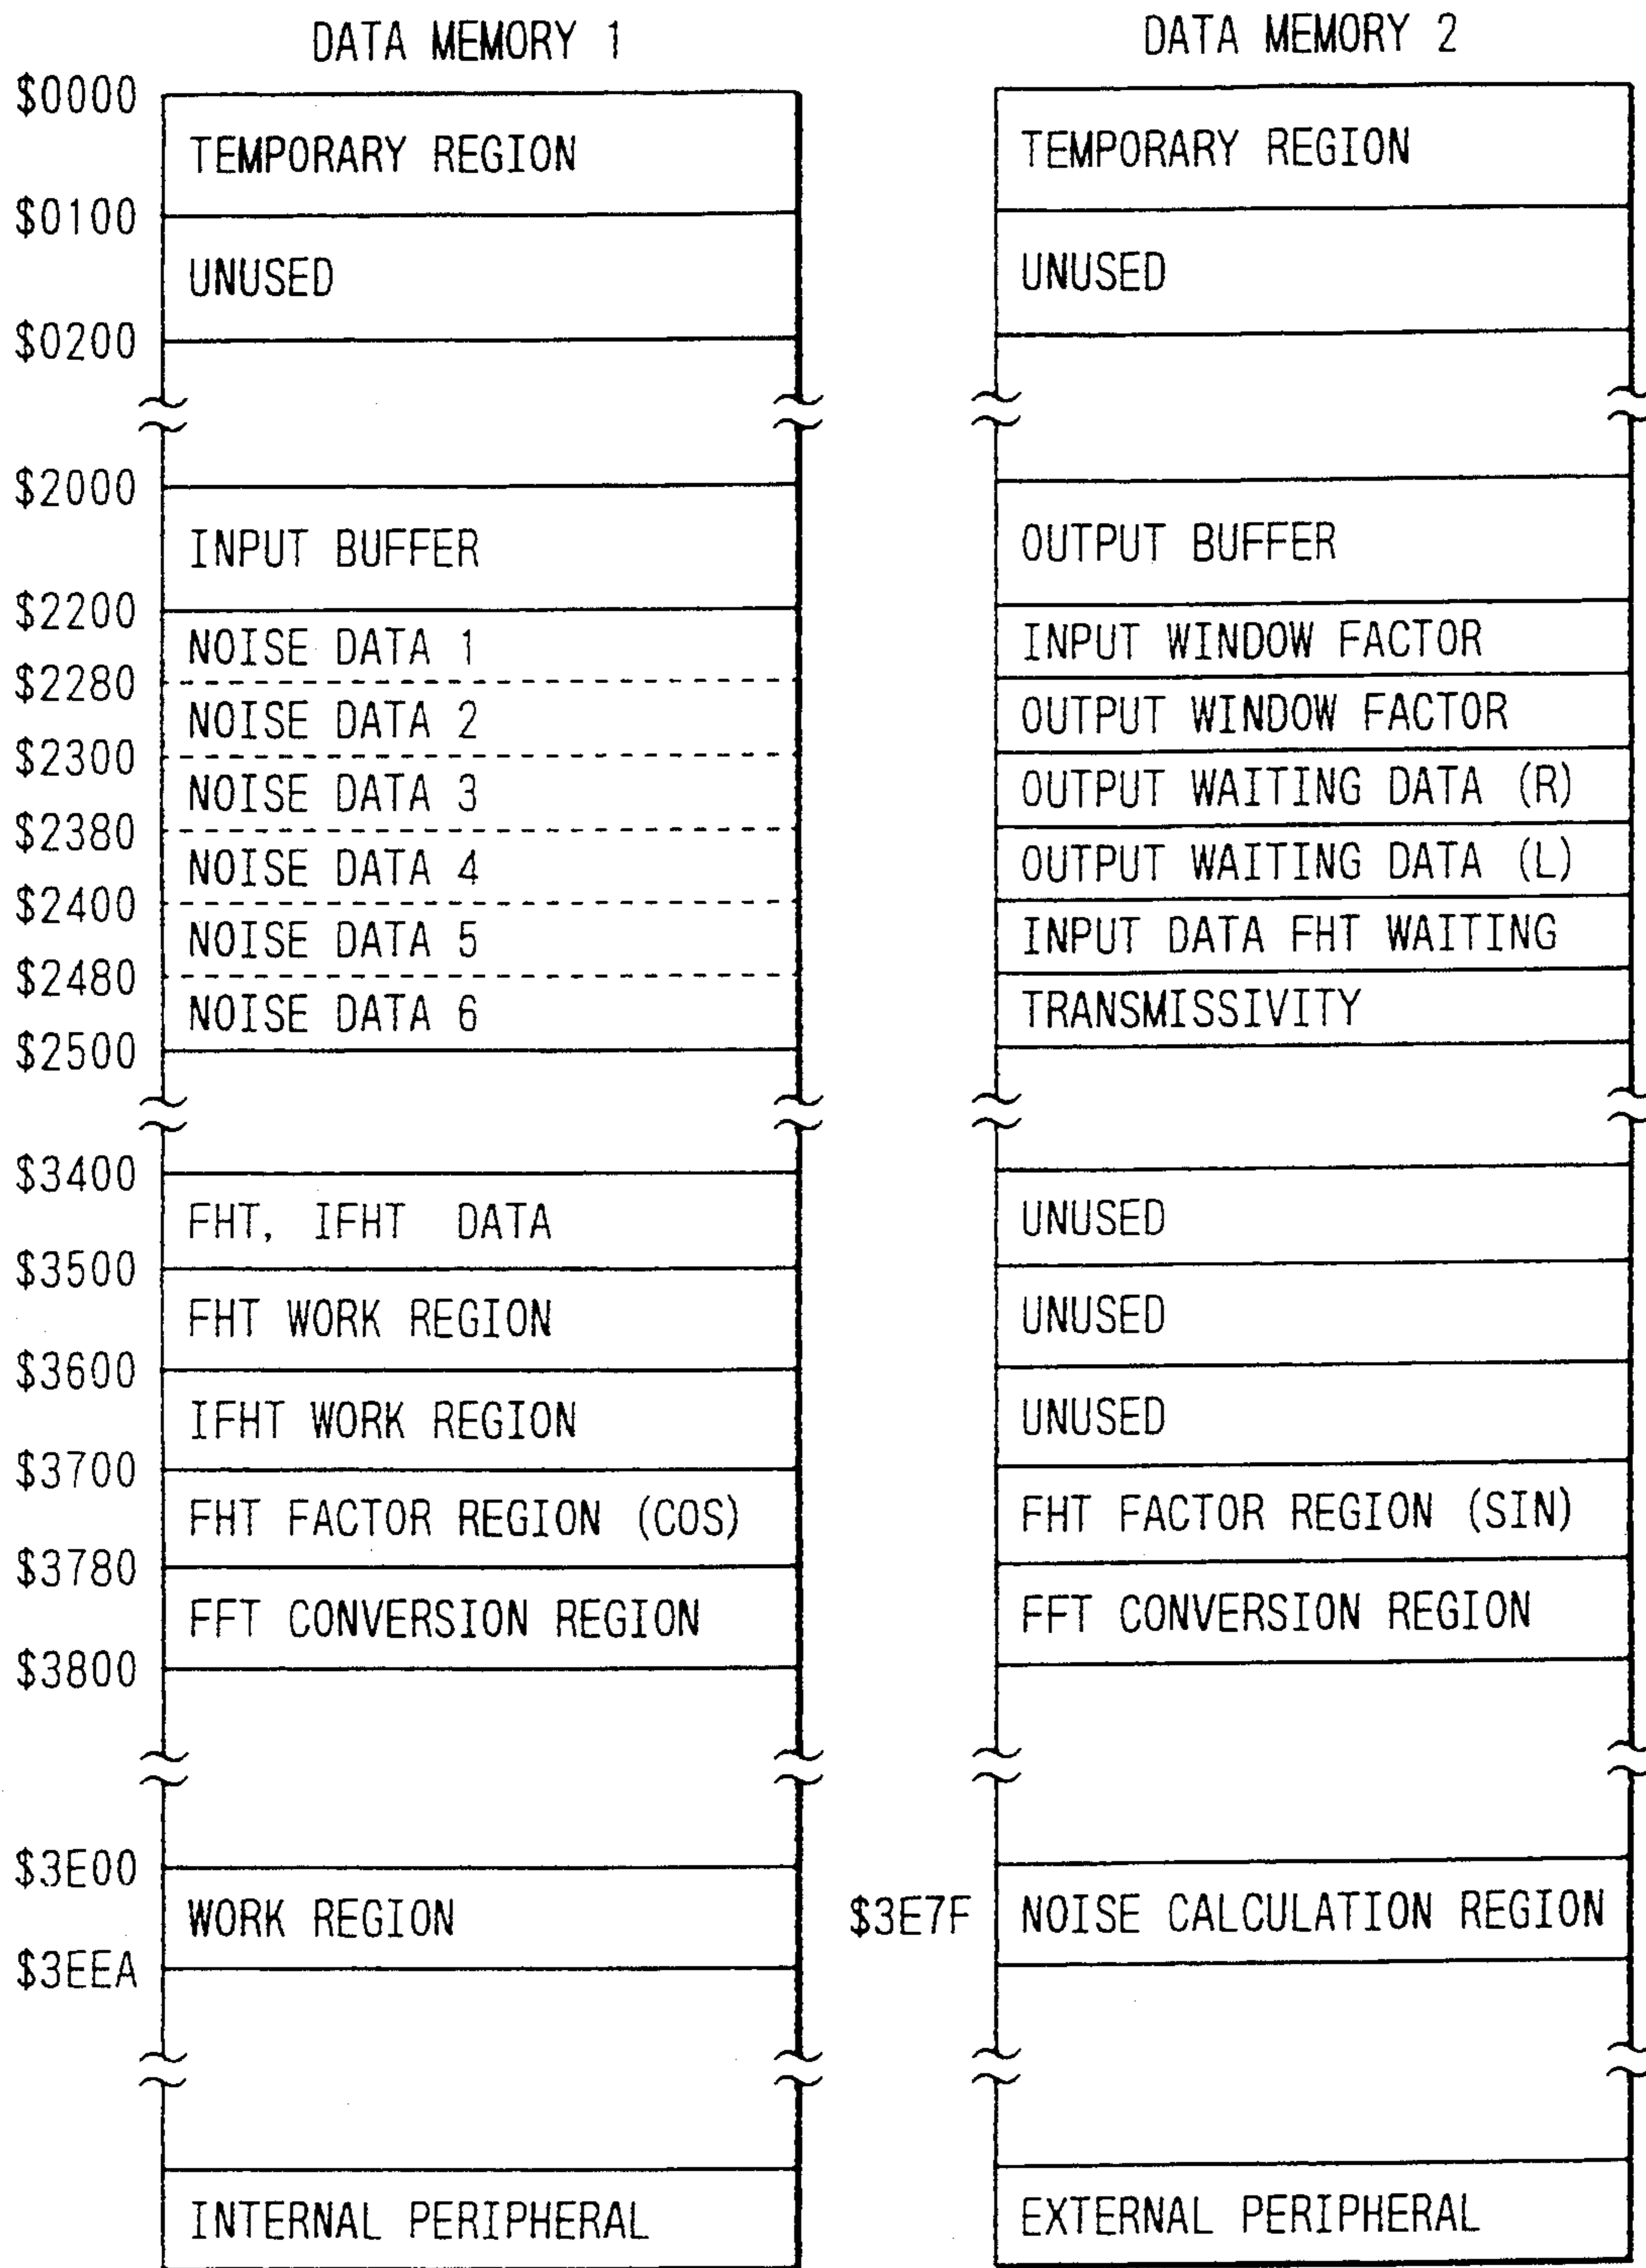 DATA MEMORY 1 DATA MEMORY 2
$0000
TEMPORARY REGION TEMPORARY REGION
$0100
UNUSED UNUSED
$0200
$2000
INPUT BUFFER OUTPUT BUFFER
$2200
NOISE DATA 1 INPUT WINDOW FACTOR
$2280
NOISE DATA 2 OUTPUT WINDOW FACTOR
$2300
NOISE DATA 3 OUTPUT WAITING DATA (R)
$2380
NOISE DATA 4 OUTPUT WAITING DATA (L)
$2400
NOISE DATA 5 INPUT DATA FHT WAITING
$2480
NOISE DATA 6 TRANSMISSIVITY
$2500
$3400
FHT, IFHT DATA UNUSED
$3500
FHT WORK REGION UNUSED
$3600
IFHT WORK REGION UNUSED
$3700
FHT FACTOR REGION (COS) FHT FACTOR REGION (SIN)
$3780
FFT CONVERSION REGION FFT CONVERSION REGION
$3800
$3E00
WORK REGION $3E7F NOISE CALCULATION REGION
$3EEA
INTERNAL PERIPHERAL EXTERNAL PERIPHERAL